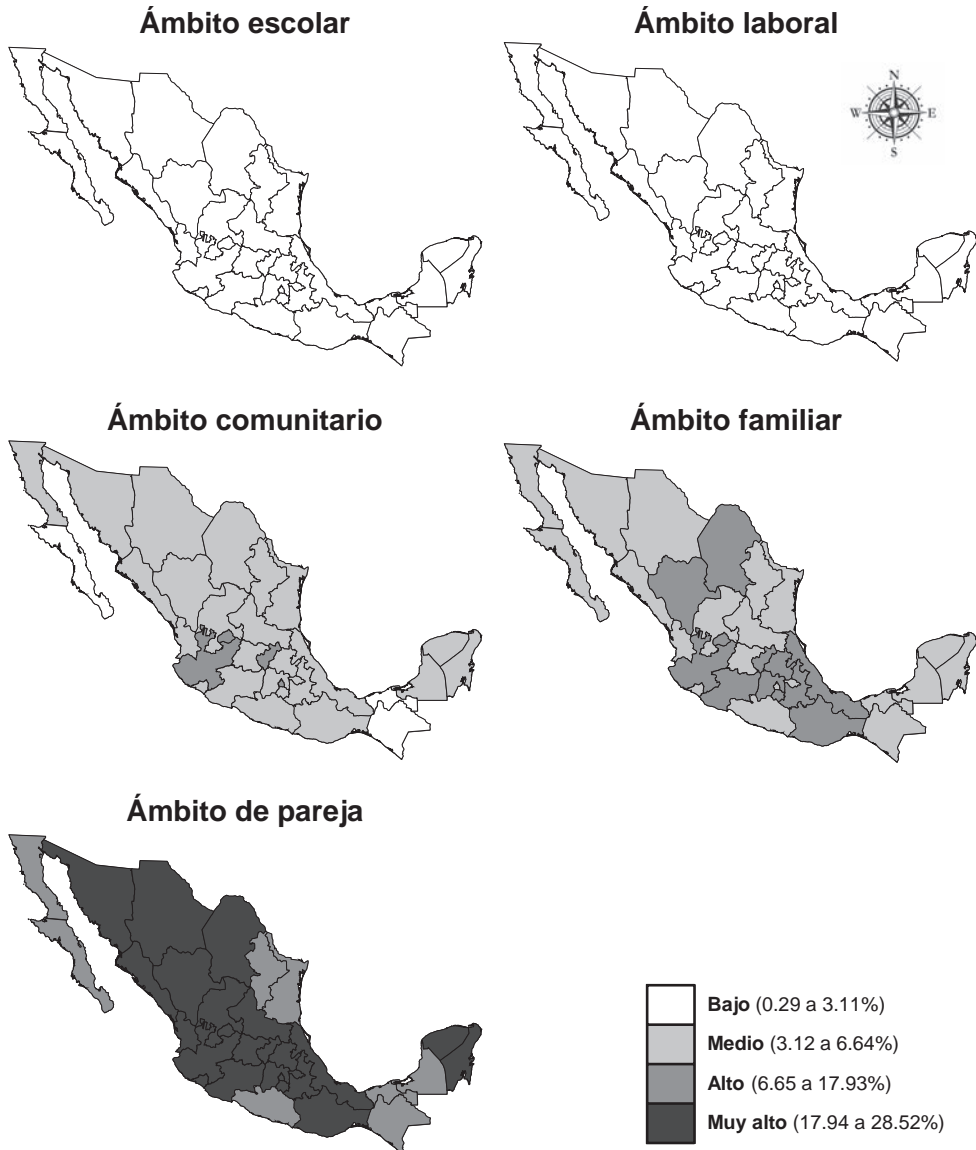 Ámbito escolar
Ámbito laboral
N
W E
S
Ámbito comunitario
Ámbito familiar
Ámbito de pareja
Bajo (0.29 a 3.11%)
Medio (3.12 a 6.64%)
Alto (6.65 a 17.93%)
Muy alto (17.94 a 28.52%)